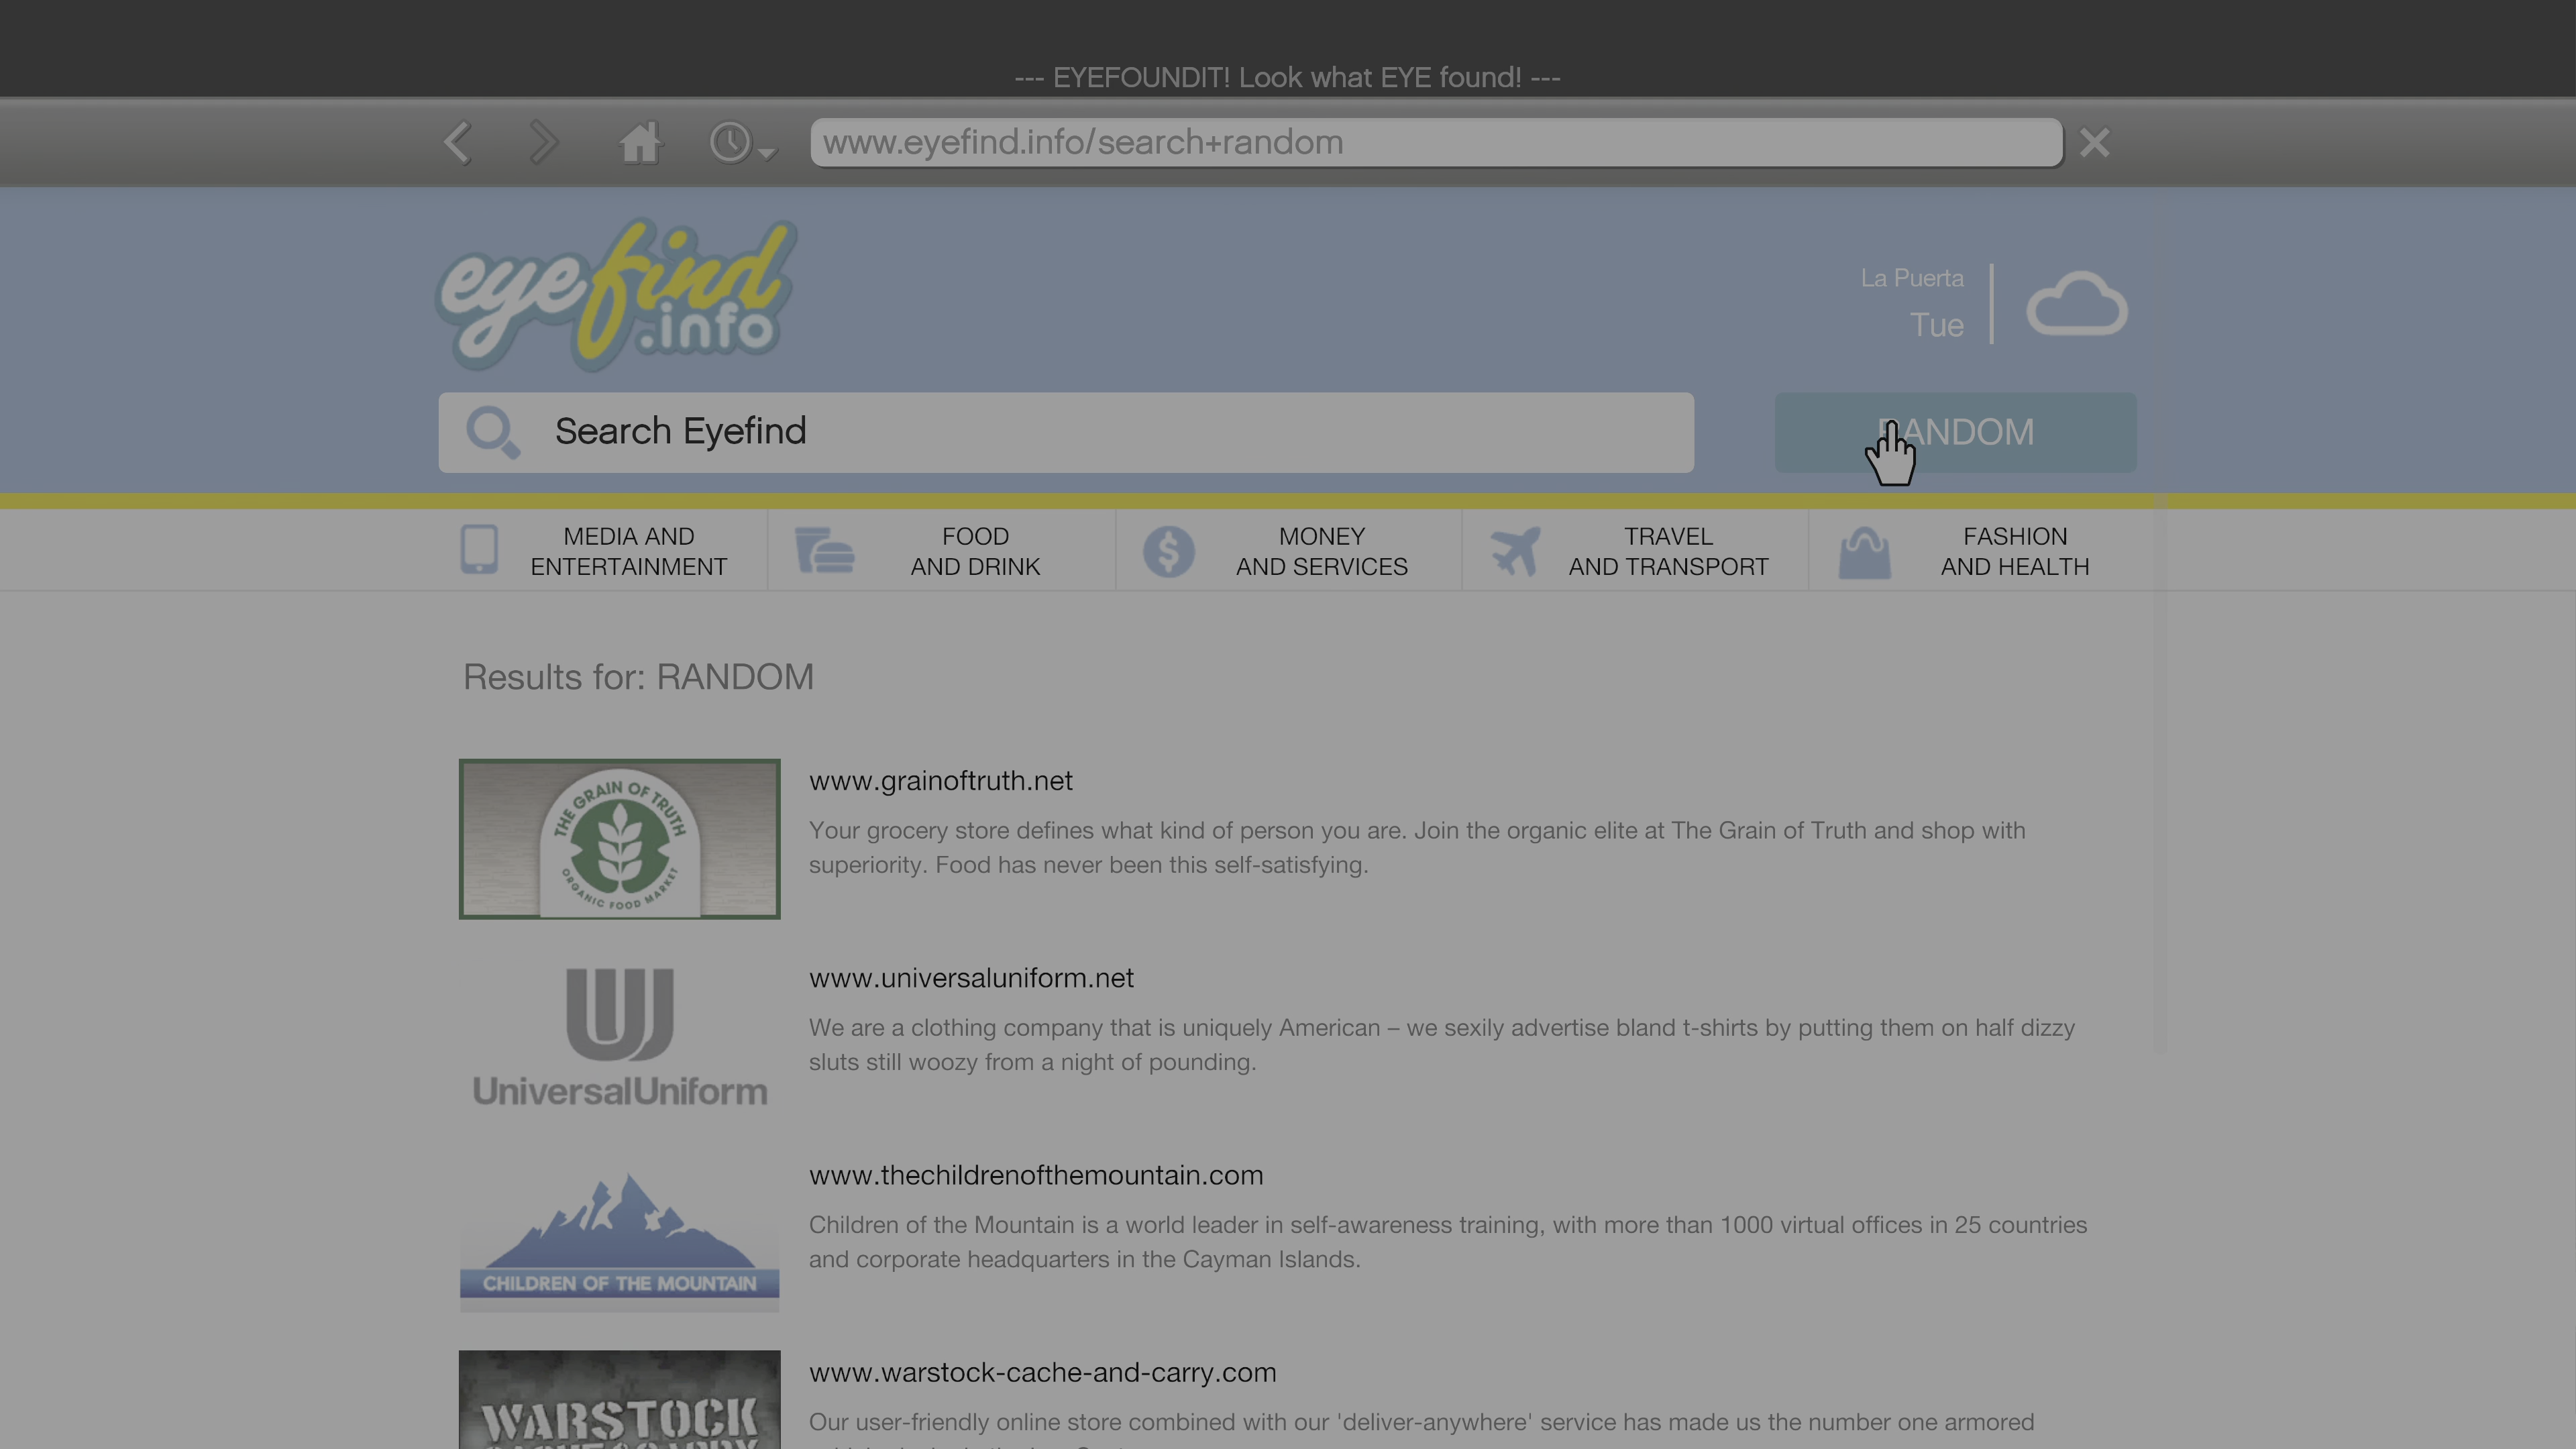 --- EYEFOUNDIT! Look what EYE found! ---
www.eyefind.info/search+random
eyefind
.info
La Puerta
Tue
Search Eyefind
RANDOM
MEDIA AND
ENTERTAINMENT
FOOD
AND DRINK
MONEY
AND SERVICES
TRAVEL
AND TRANSPORT
FASHION
AND HEALTH
Results for: RANDOM
THE GRAIN OF TRUTH
ORGANIC FOOD MARKET
www.grainoftruth.net
Your grocery store defines what kind of person you are. Join the organic elite at The Grain of Truth and shop with
superiority. Food has never been this self-satisfying.
UniversalUniform
www.universaluniform.net
We are a clothing company that is uniquely American – we sexily advertise bland t-shirts by putting them on half dizzy
sluts still woozy from a night of pounding.
CHILDREN OF THE MOUNTAIN
www.thechildrenofthemountain.com
Children of the Mountain is a world leader in self-awareness training, with more than 1000 virtual offices in 25 countries
and corporate headquarters in the Cayman Islands.
WARSTOCK
www.warstock-cache-and-carry.com
Our user-friendly online store combined with our 'deliver-anywhere' service has made us the number one armored